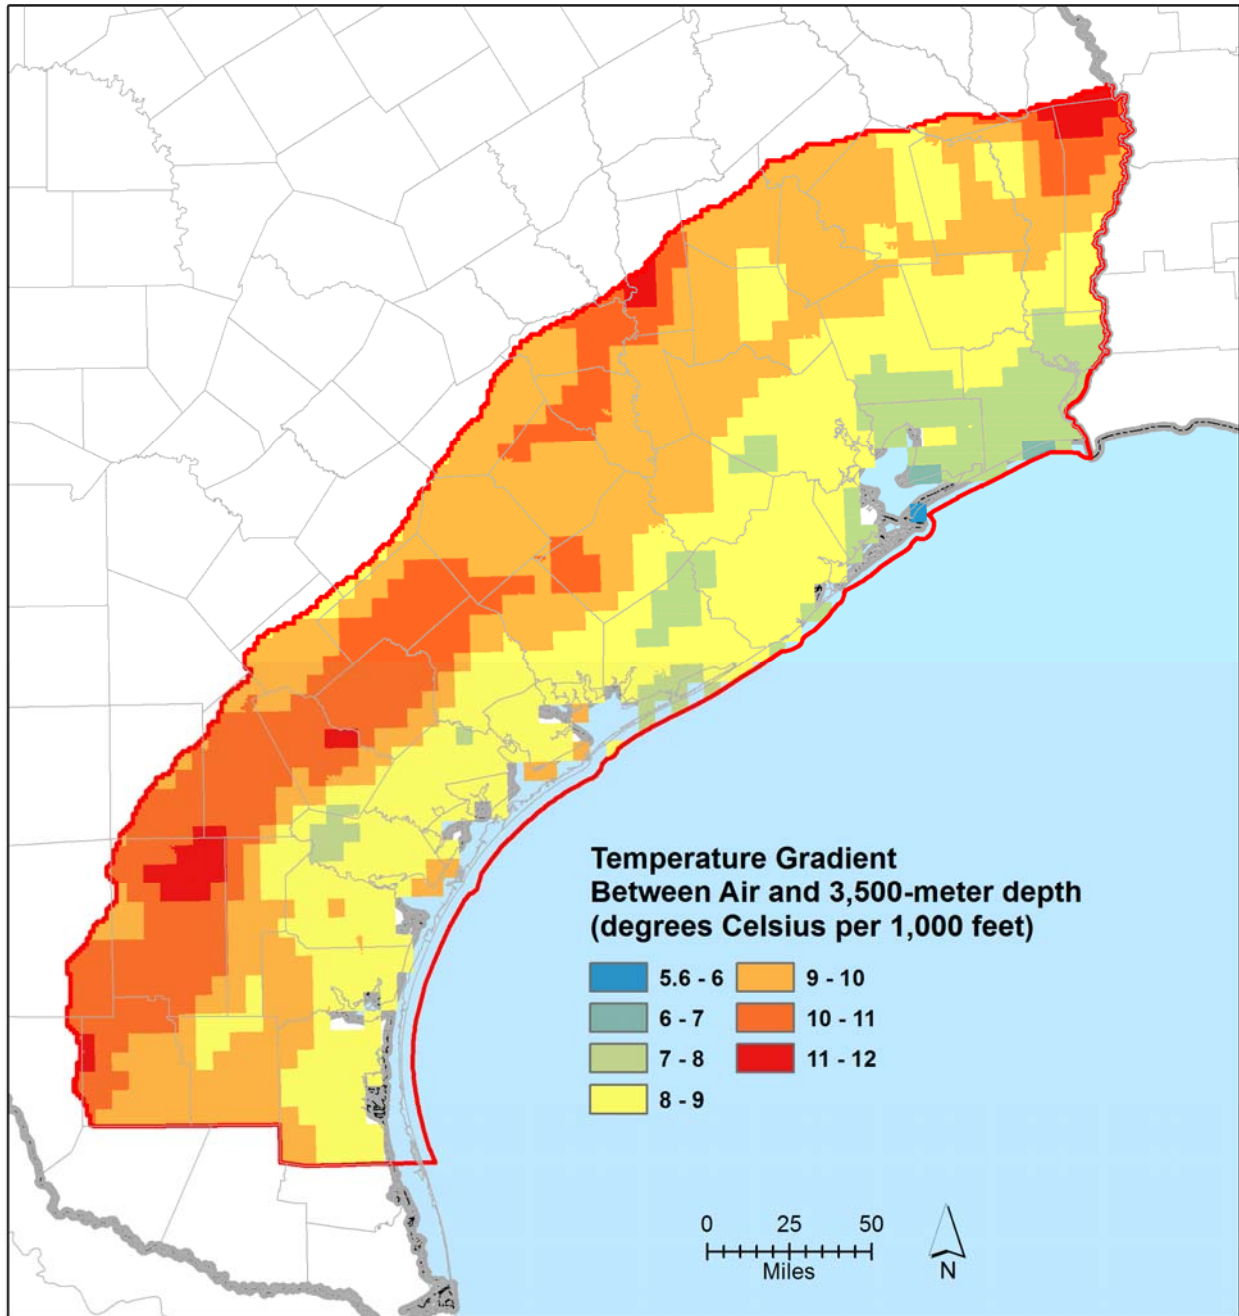 Temperature Gradient
Between Air and 3,500-meter depth
(degrees Celsius per 1,000 feet)
5.6 - 6
9 - 10
6 - 7
10 - 11
7 - 8
11 - 12
8 - 9
0 25 50
Miles
N